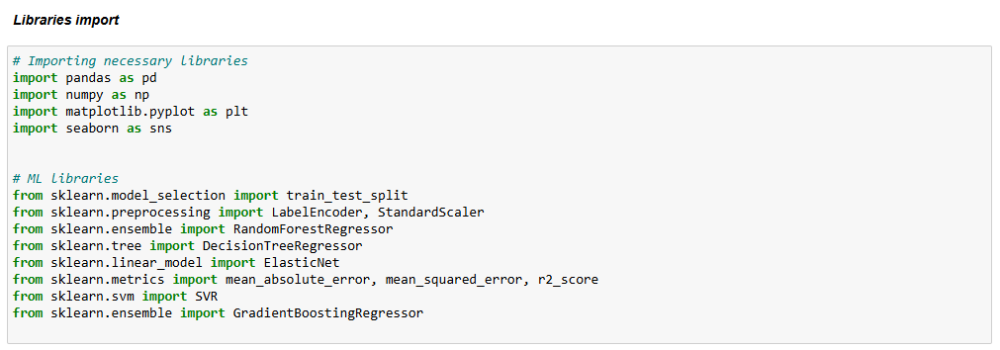 Libraries import
# Importing necessary libraries
import pandas as pd
import numpy as np
import matplotlib.pyplot as plt
import seaborn as sns
# ML libraries
from sklearn.model_selection import train_test_split
from sklearn.preprocessing import LabelEncoder, StandardScaler
from sklearn.ensemble import RandomForestRegressor
from sklearn.tree import DecisionTreeRegressor
from sklearn.linear_model import ElasticNet
from sklearn.metrics import mean_absolute_error, mean_squared_error, r2_score
from sklearn.svm import SVR
from sklearn.ensemble import GradientBoostingRegressor